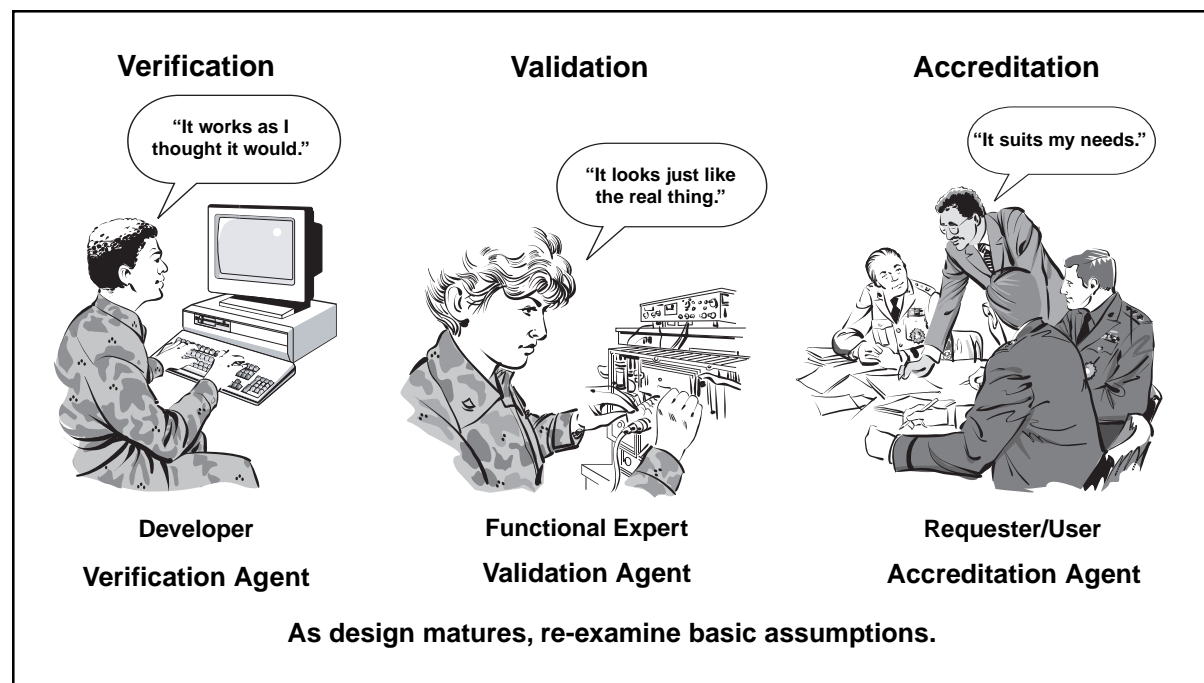 Verification
“It works as I
thought it would.”
Developer
Verification Agent
Validation
“It looks just like
the real thing.”
Functional Expert
Validation Agent
Accreditation
“It suits my needs.”
Requester/User
Accreditation Agent
As design matures, re-examine basic assumptions.